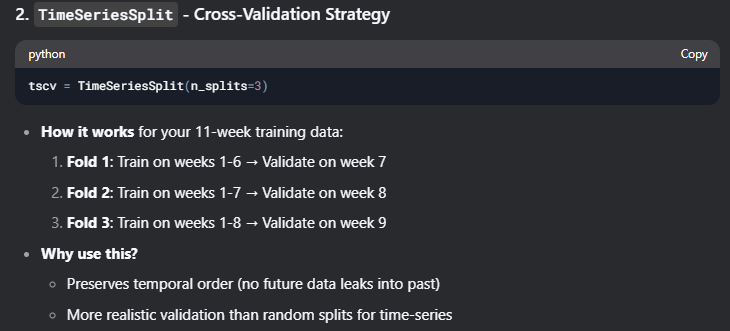 2. TimeSeriesSplit - Cross-Validation Strategy
python Copy
tscv = TimeSeriesSplit(n_splits=3)
• How it works for your 11-week training data:
1. Fold 1: Train on weeks 1-6 → Validate on week 7
2. Fold 2: Train on weeks 1-7 → Validate on week 8
3. Fold 3: Train on weeks 1-8 → Validate on week 9
• Why use this?
◦ Preserves temporal order (no future data leaks into past)
◦ More realistic validation than random splits for time-series